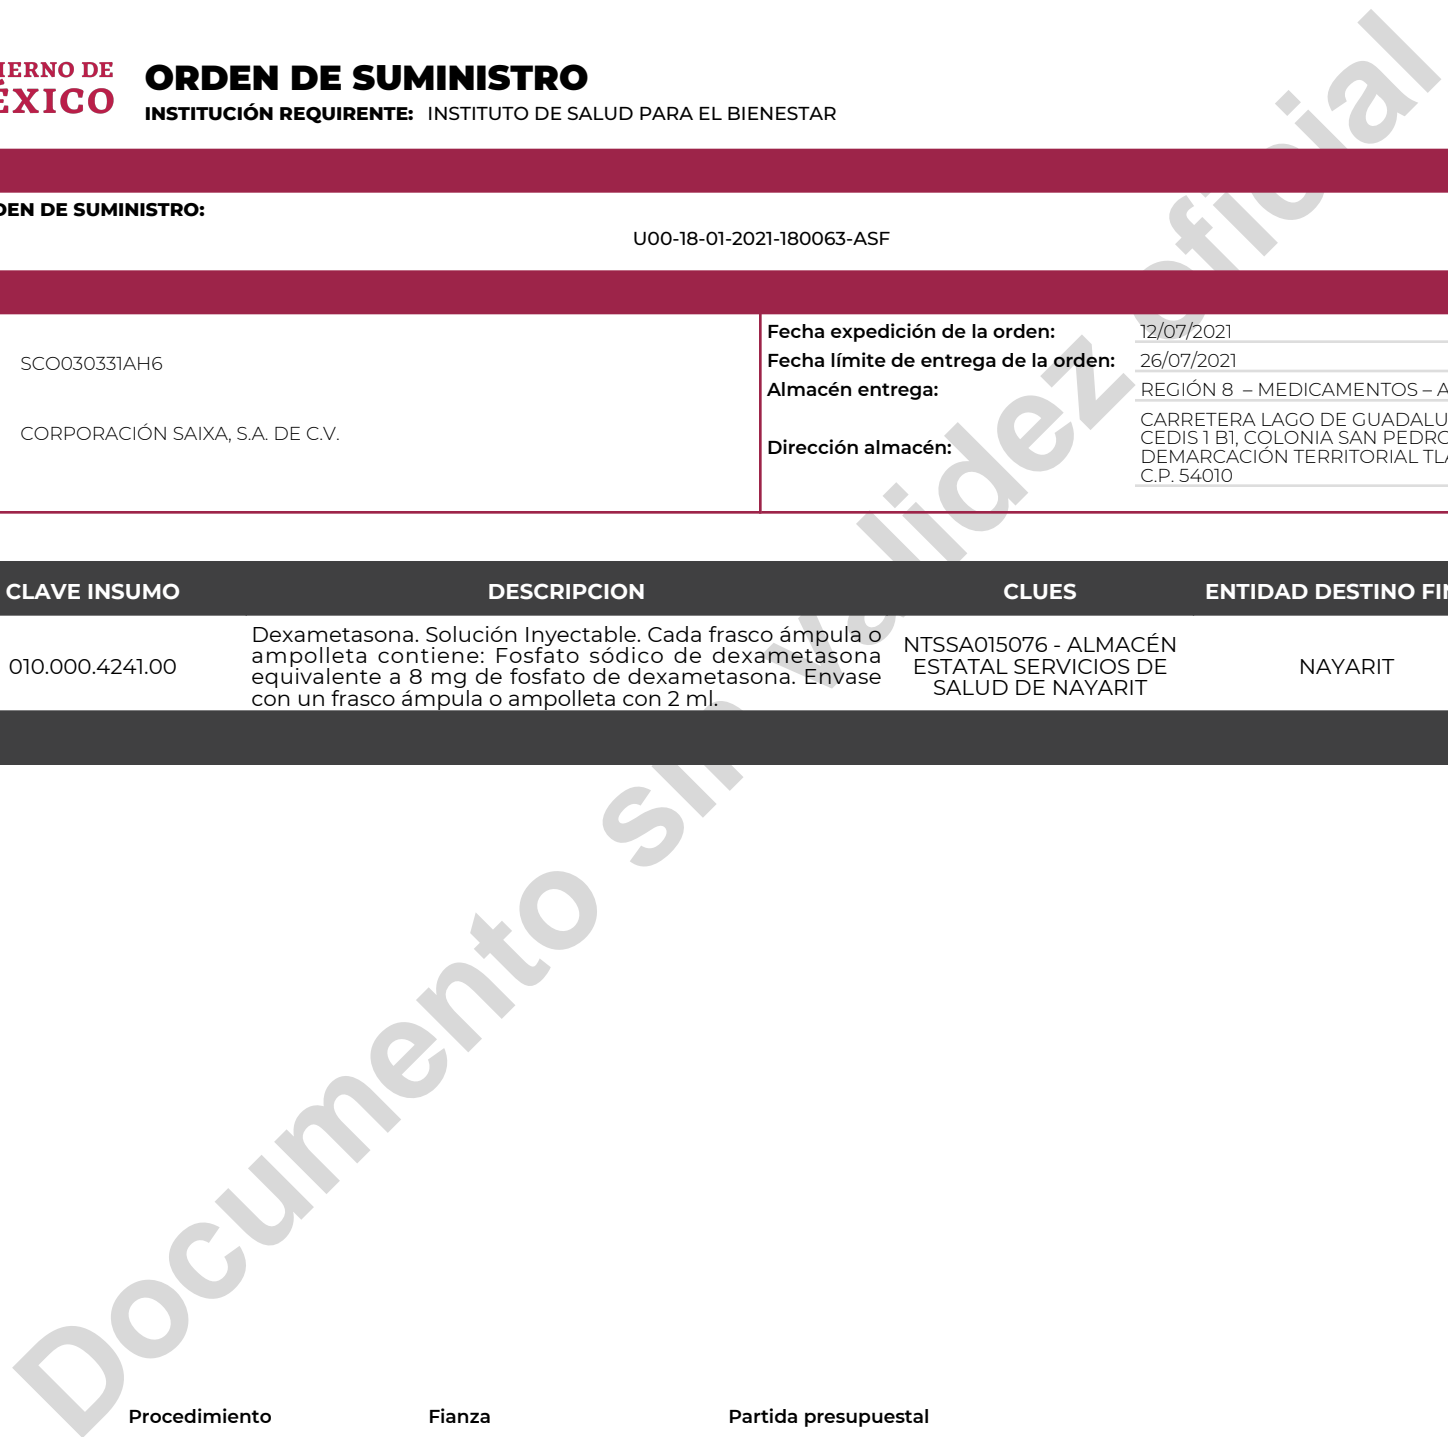 IERNO DE
ÉXICO
ORDEN DE SUMINISTRO
INSTITUCIÓN REQUIRENTE: INSTITUTO DE SALUD PARA EL BIENESTAR
DEN DE SUMINISTRO:
U00-18-01-2021-180063-ASF
SCO030331AH6
CORPORACIÓN SAIXA, S.A. DE C.V.
Fecha expedición de la orden: 12/07/2021
Fecha límite de entrega de la orden: 26/07/2021
Almacén entrega: REGIÓN 8 – MEDICAMENTOS – A
Dirección almacén:
CARRETERA LAGO DE GUADALU
CEDIS 1 B1, COLONIA SAN PEDRO
DEMARCACIÓN TERRITORIAL TLA
C.P. 54010
CLAVE INSUMO DESCRIPCION CLUES ENTIDAD DESTINO FIN
010.000.4241.00
Dexametasona. Solución Inyectable. Cada frasco ámpula o
ampolleta contiene: Fosfato sódico de dexametasona
equivalente a 8 mg de fosfato de dexametasona. Envase
con un frasco ámpula o ampolleta con 2 ml.
NTSSA015076 - ALMACÉN
ESTATAL SERVICIOS DE
SALUD DE NAYARIT
NAYARIT
Documento sin validez oficial
Procedimiento Fianza Partida presupuestal